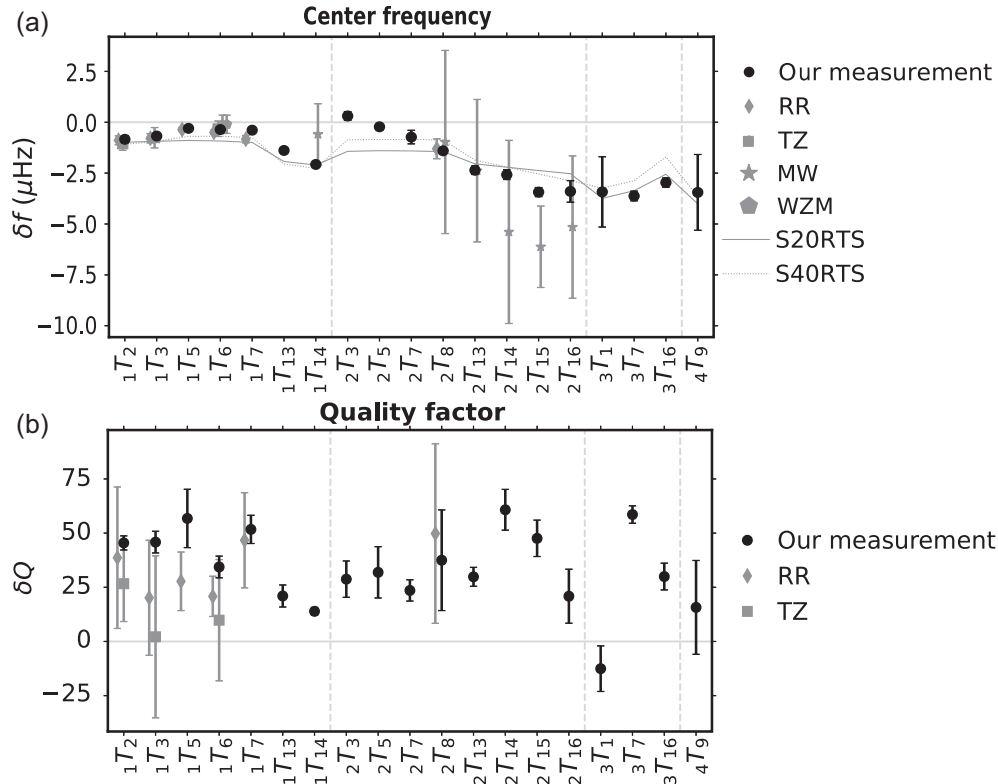 (a)
Center frequency
δf (μHz)
2.5
0.0
−2.5
−5.0
−7.5
−10.0
1T2
1T3
1T5
1T6
1T7
1T13
1T14
2T3
2T5
2T7
2T8
2T13
2T14
2T15
2T16
3T1
3T7
3T16
4T9
Our measurement
RR
TZ
MW
WZM
S20RTS
S40RTS
(b)
Quality factor
δQ
75
50
25
0
−25
1T2
1T3
1T5
1T6
1T7
1T13
1T14
2T3
2T5
2T7
2T8
2T13
2T14
2T15
2T16
3T1
3T7
3T16
4T9
Our measurement
RR
TZ